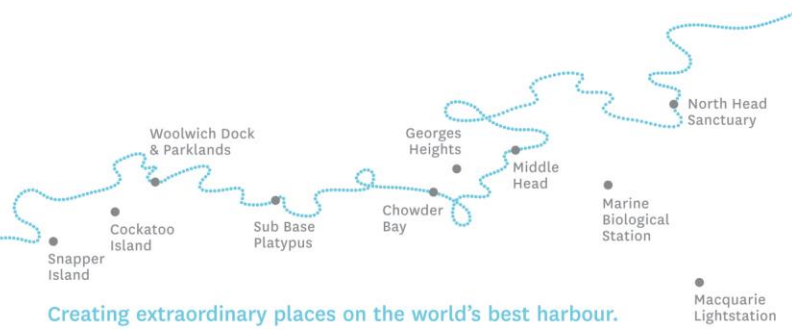 Woolwich Dock
& Parklands
Georges
Heights
North Head
Sanctuary
Middle
Head
Snapper
Island
Cockatoo
Island
Sub Base
Platypus
Chowder
Bay
Marine
Biological
Station
Macquarie
Lightstation
Creating extraordinary places on the world's best harbour.